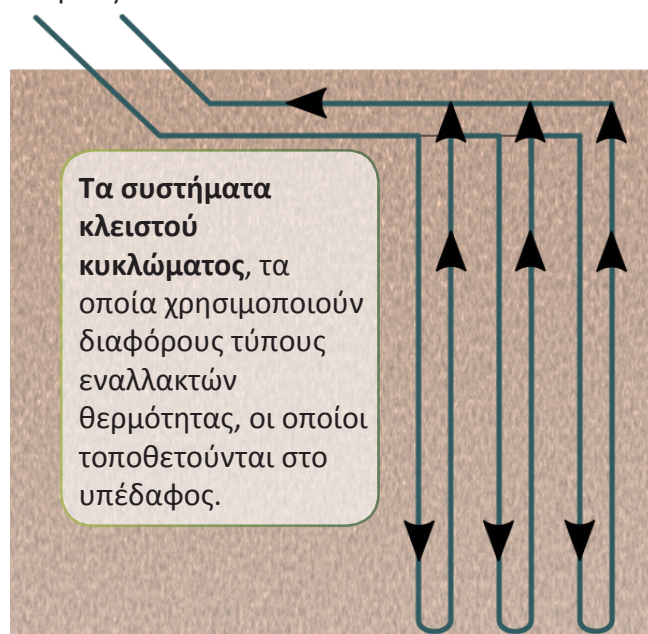 Τα συστήματα
κλειστού
κυκλώματος, τα
οποία χρησιμοποιούν
διαφόρους τύπους
εναλλακτών
θερμότητας, οι οποίοι
τοποθετούνται στο
υπέδαφος.